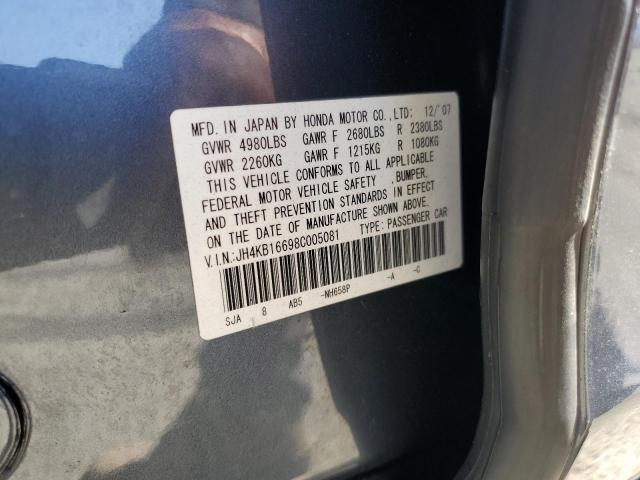 MFD. IN JAPAN BY HONDA MOTOR CO.,LTD: 12/'07
GVWR 4980LBS GAWR F 2680LBS R 2380LBS
GVWR 2260KG GAWR F 1215KG R 1080KG
THIS VEHICLE CONFORMS TO ALL APPLICABLE
FEDERAL MOTOR VEHICLE SAFETY ,BUMPER,
AND THEFT PREVENTION STANDARDS IN EFFECT
ON THE DATE OF MANUFACTURE SHOWN ABOVE.
V.I.N:JH4KB16698C005081 TYPE: PASSENGER CAR
SJA 8 AB5 -NH658P -A -C